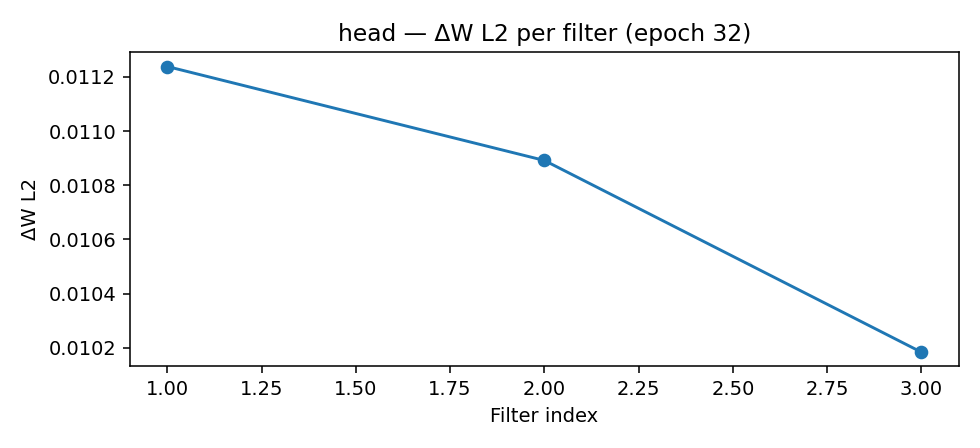 head — ΔW L2 per filter (epoch 32)
0.0112
0.0110
0.0108
0.0106
0.0104
0.0102
ΔW L2
1.00 1.25 1.50 1.75 2.00 2.25 2.50 2.75 3.00
Filter index